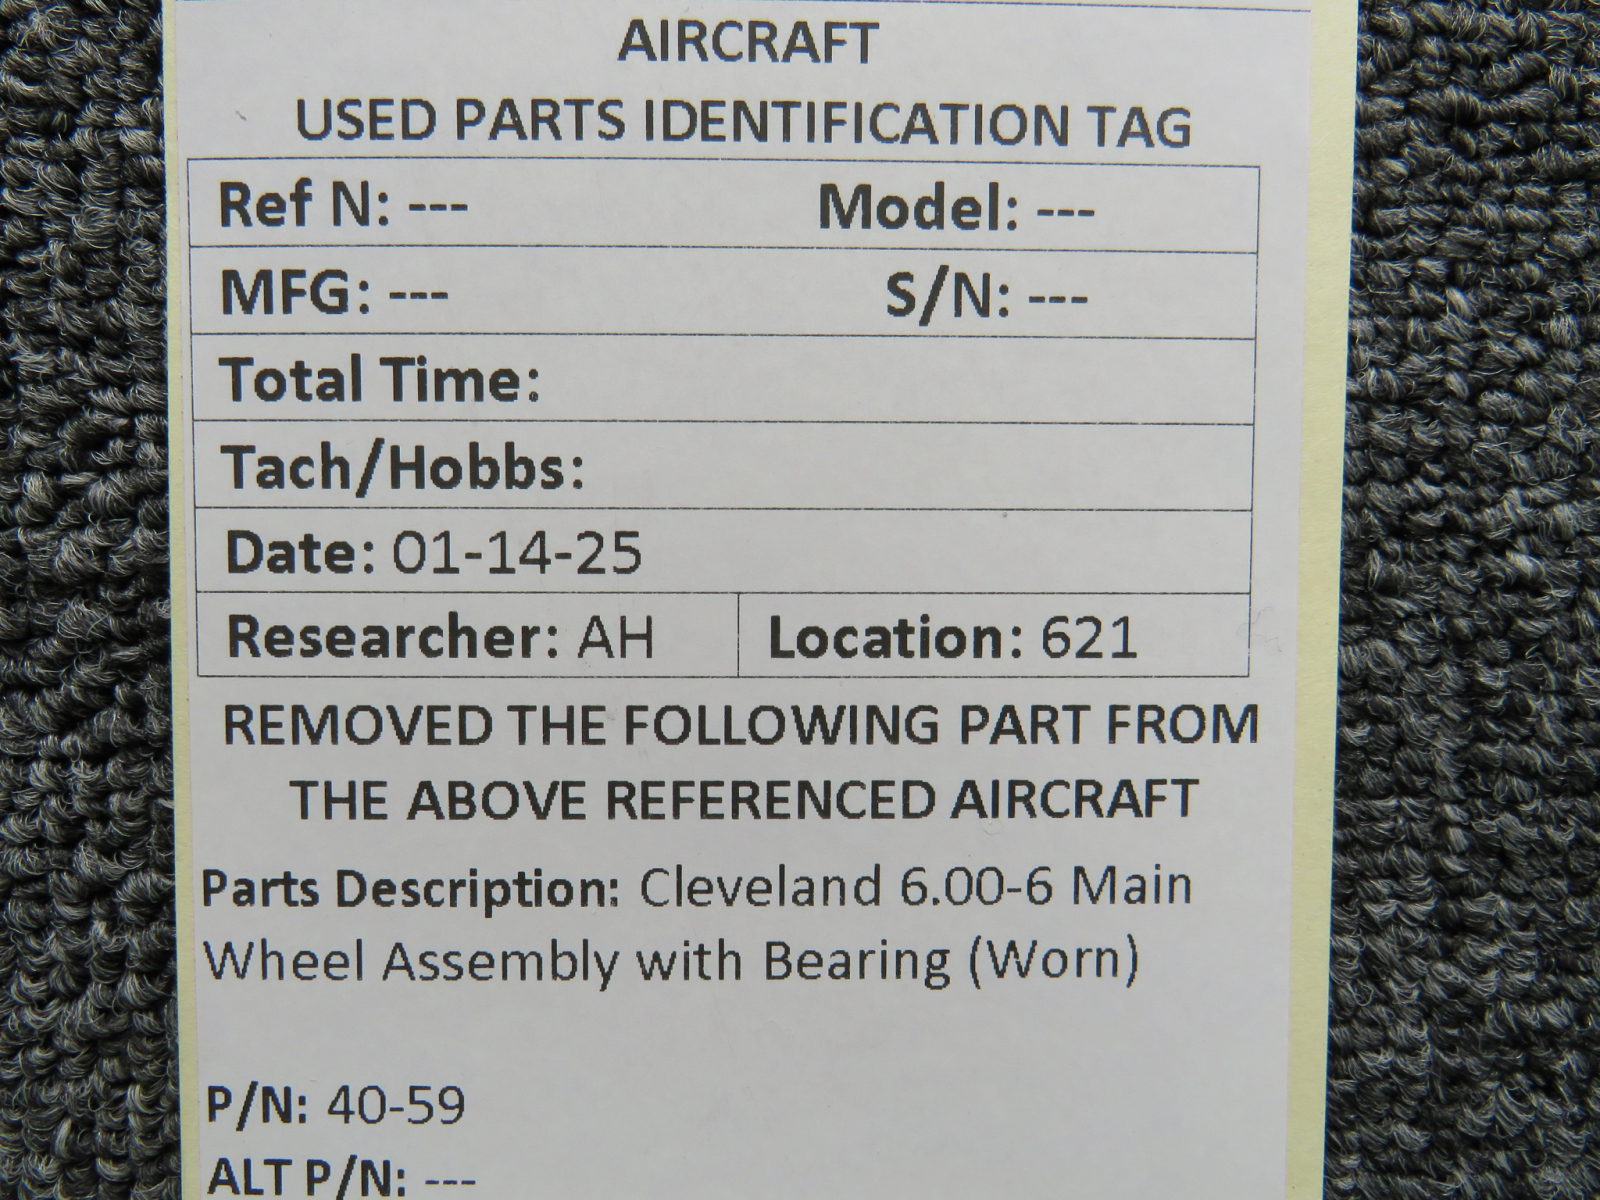 AIRCRAFT
USED PARTS IDENTIFICATION TAG
Ref N: --- Model: ---
MFG: --- S/N: ---
Total Time:
Tach/Hobbs:
Date: 01-14-25
Researcher: AH Location: 621
REMOVED THE FOLLOWING PART FROM
THE ABOVE REFERENCED AIRCRAFT
Parts Description: Cleveland 6.00-6 Main
Wheel Assembly with Bearing (Worn)
P/N: 40-59
ALT P/N: ---